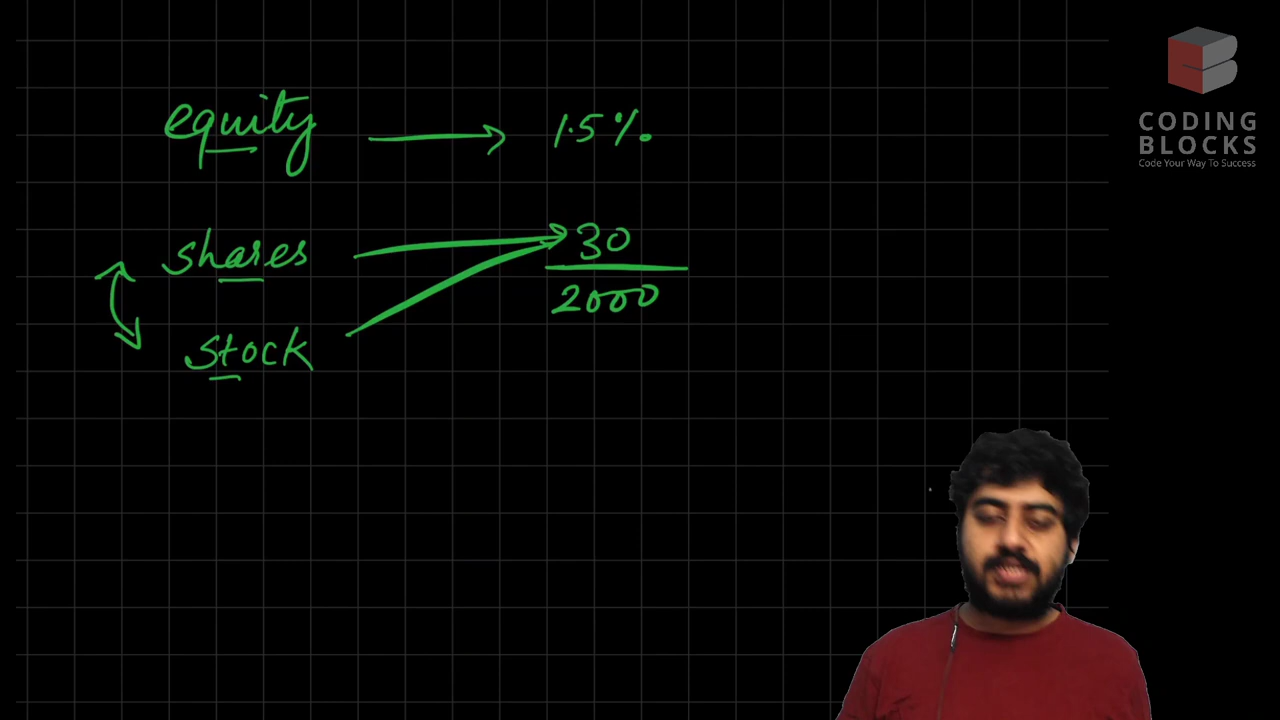 equity → 1.5%
shares 30
2000
stock
CODING
BLOCKS
Code Your Way To Success